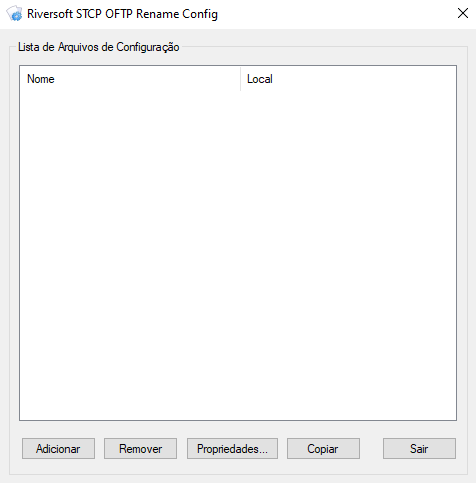 Riversoft STCP OFTP Rename Config
Lista de Arquivos de Configuração
Nome Local
Adicionar Remover Propriedades... Copiar Sair